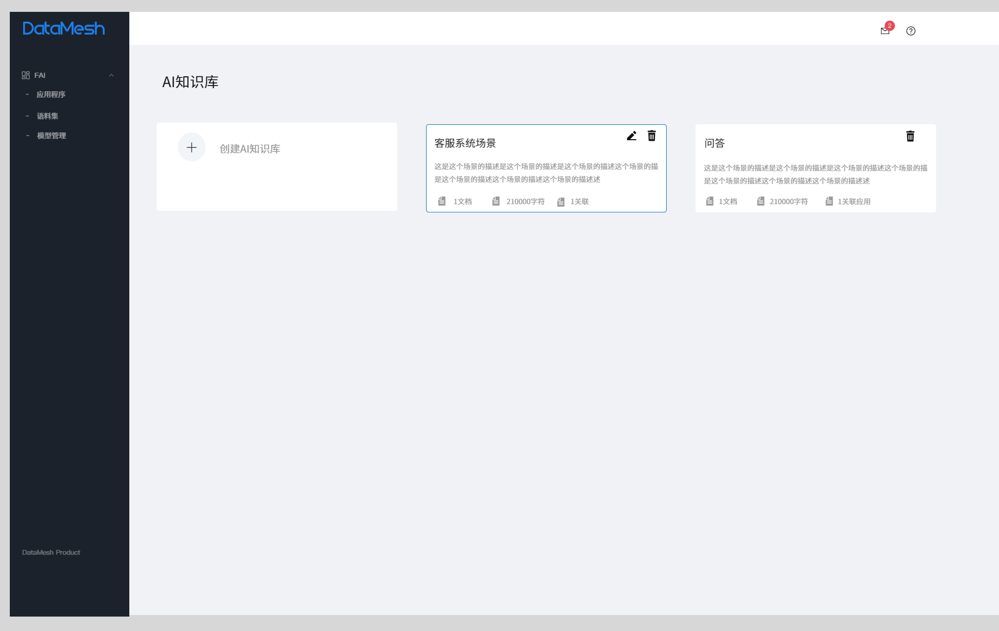 DataMesh
2
FAI
- 应用程序
- 语料集
- 模型管理
DataMesh Product
AI知识库
创建AI知识库
客服系统场景
这是这个场景的描述是这个场景的描述是这个场景的描述这个场景的描
是这个场景的描述这个场景的描述这个场景的描述述
1文档 210000字符 1关联
问答
这是这个场景的描述是这个场景的描述是这个场景的描述这个场景的描
是这个场景的描述这个场景的描述这个场景的描述述
1文档 210000字符 1关联应用